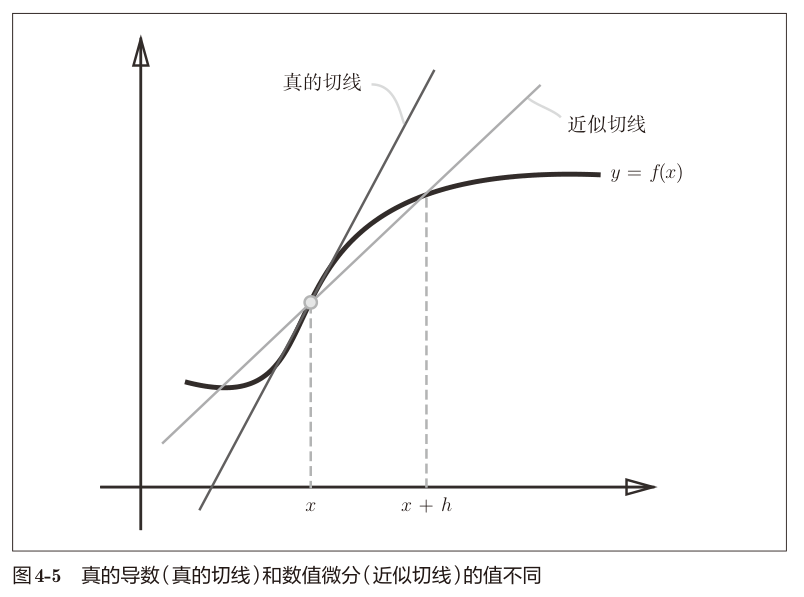 真的切线
近似切线
y = f(x)
x
x + h
图4-5 真的导数（真的切线）和数值微分（近似切线）的值不同